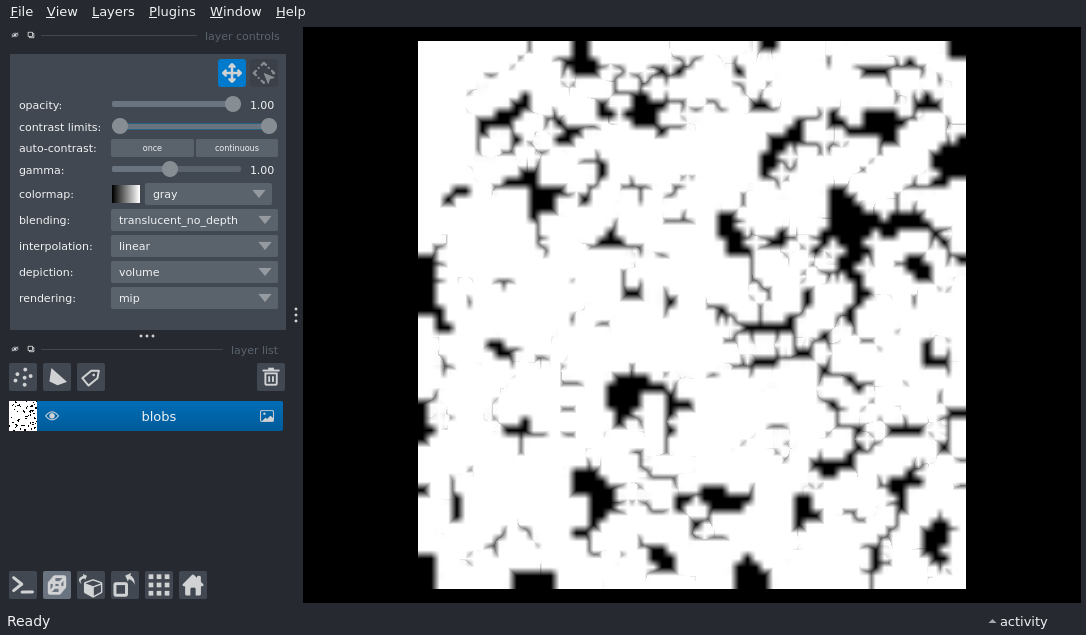 File View Layers Plugins Window Help
layer controls
opacity: 1.00
contrast limits:
auto-contrast: once continuous
gamma: 1.00
colormap: gray
blending: translucent_no_depth
interpolation: linear
depiction: volume
rendering: mip
layer list
blobs
Ready activity